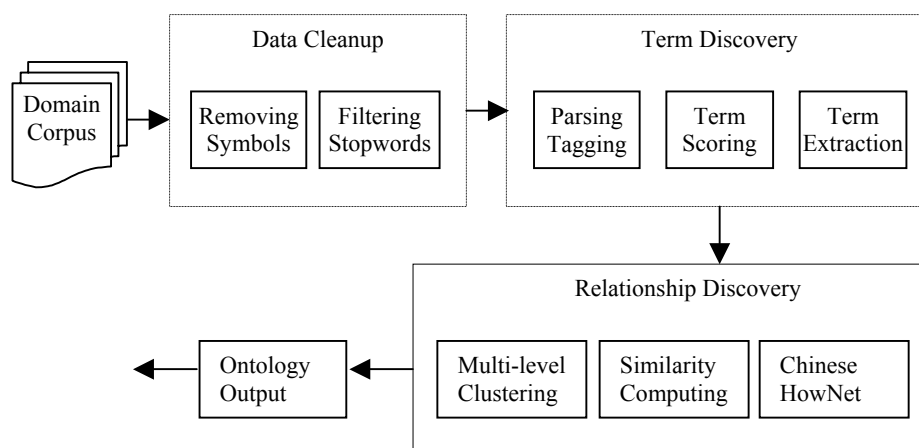 Data Cleanup
Term Discovery
Domain
Corpus
Removing
Symbols
Filtering
Stopwords
Parsing
Tagging
Term
Scoring
Term
Extraction
Relationship Discovery
Ontology
Output
Multi-level
Clustering
Similarity
Computing
Chinese
HowNet